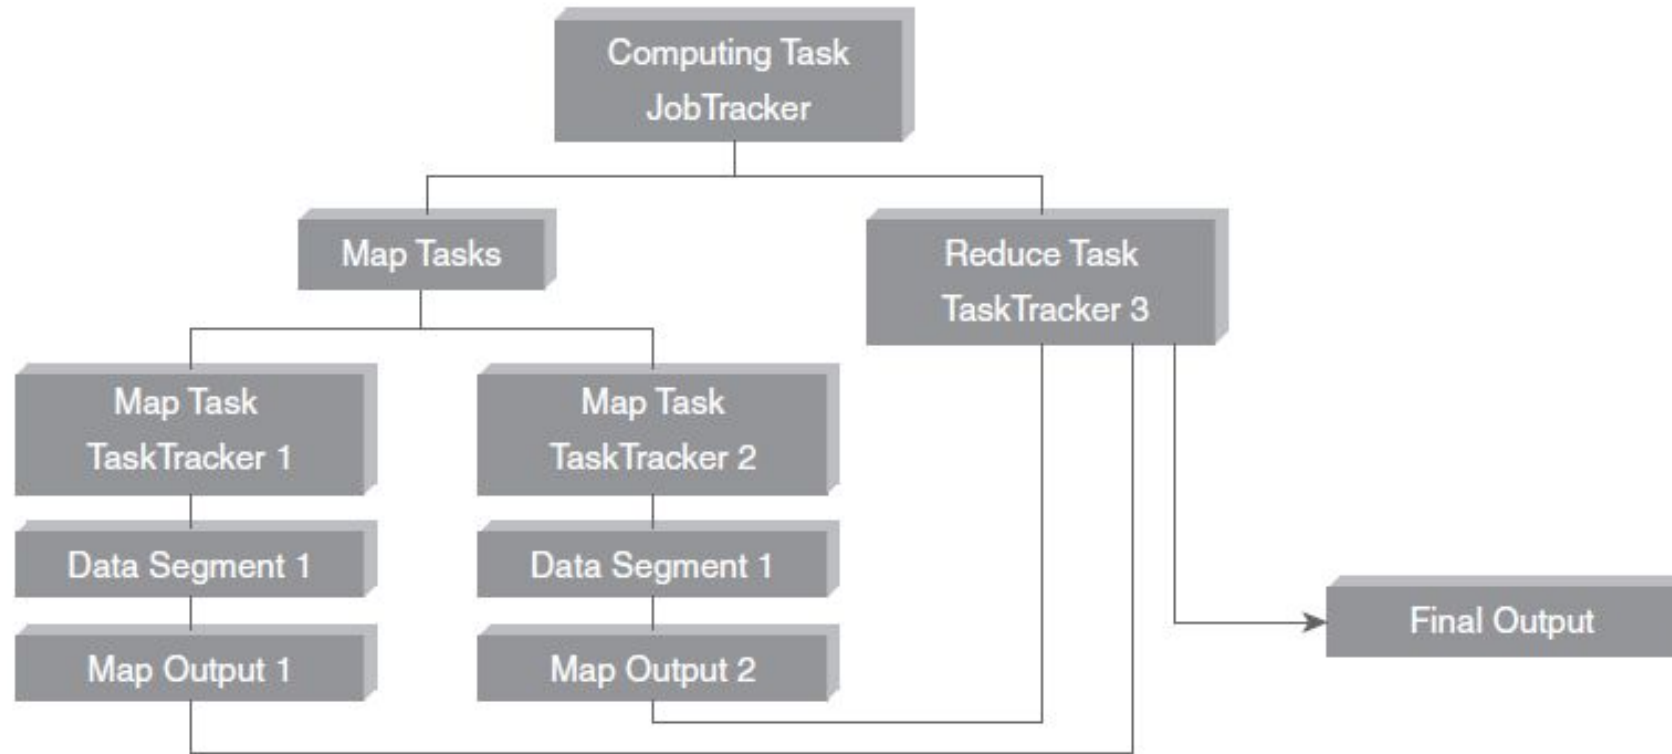 Computing Task
JobTracker
Map Tasks
Reduce Task
TaskTracker 3
Map Task
TaskTracker 1
Map Task
TaskTracker 2
Data Segment 1
Data Segment 1
Map Output 1
Map Output 2
Final Output